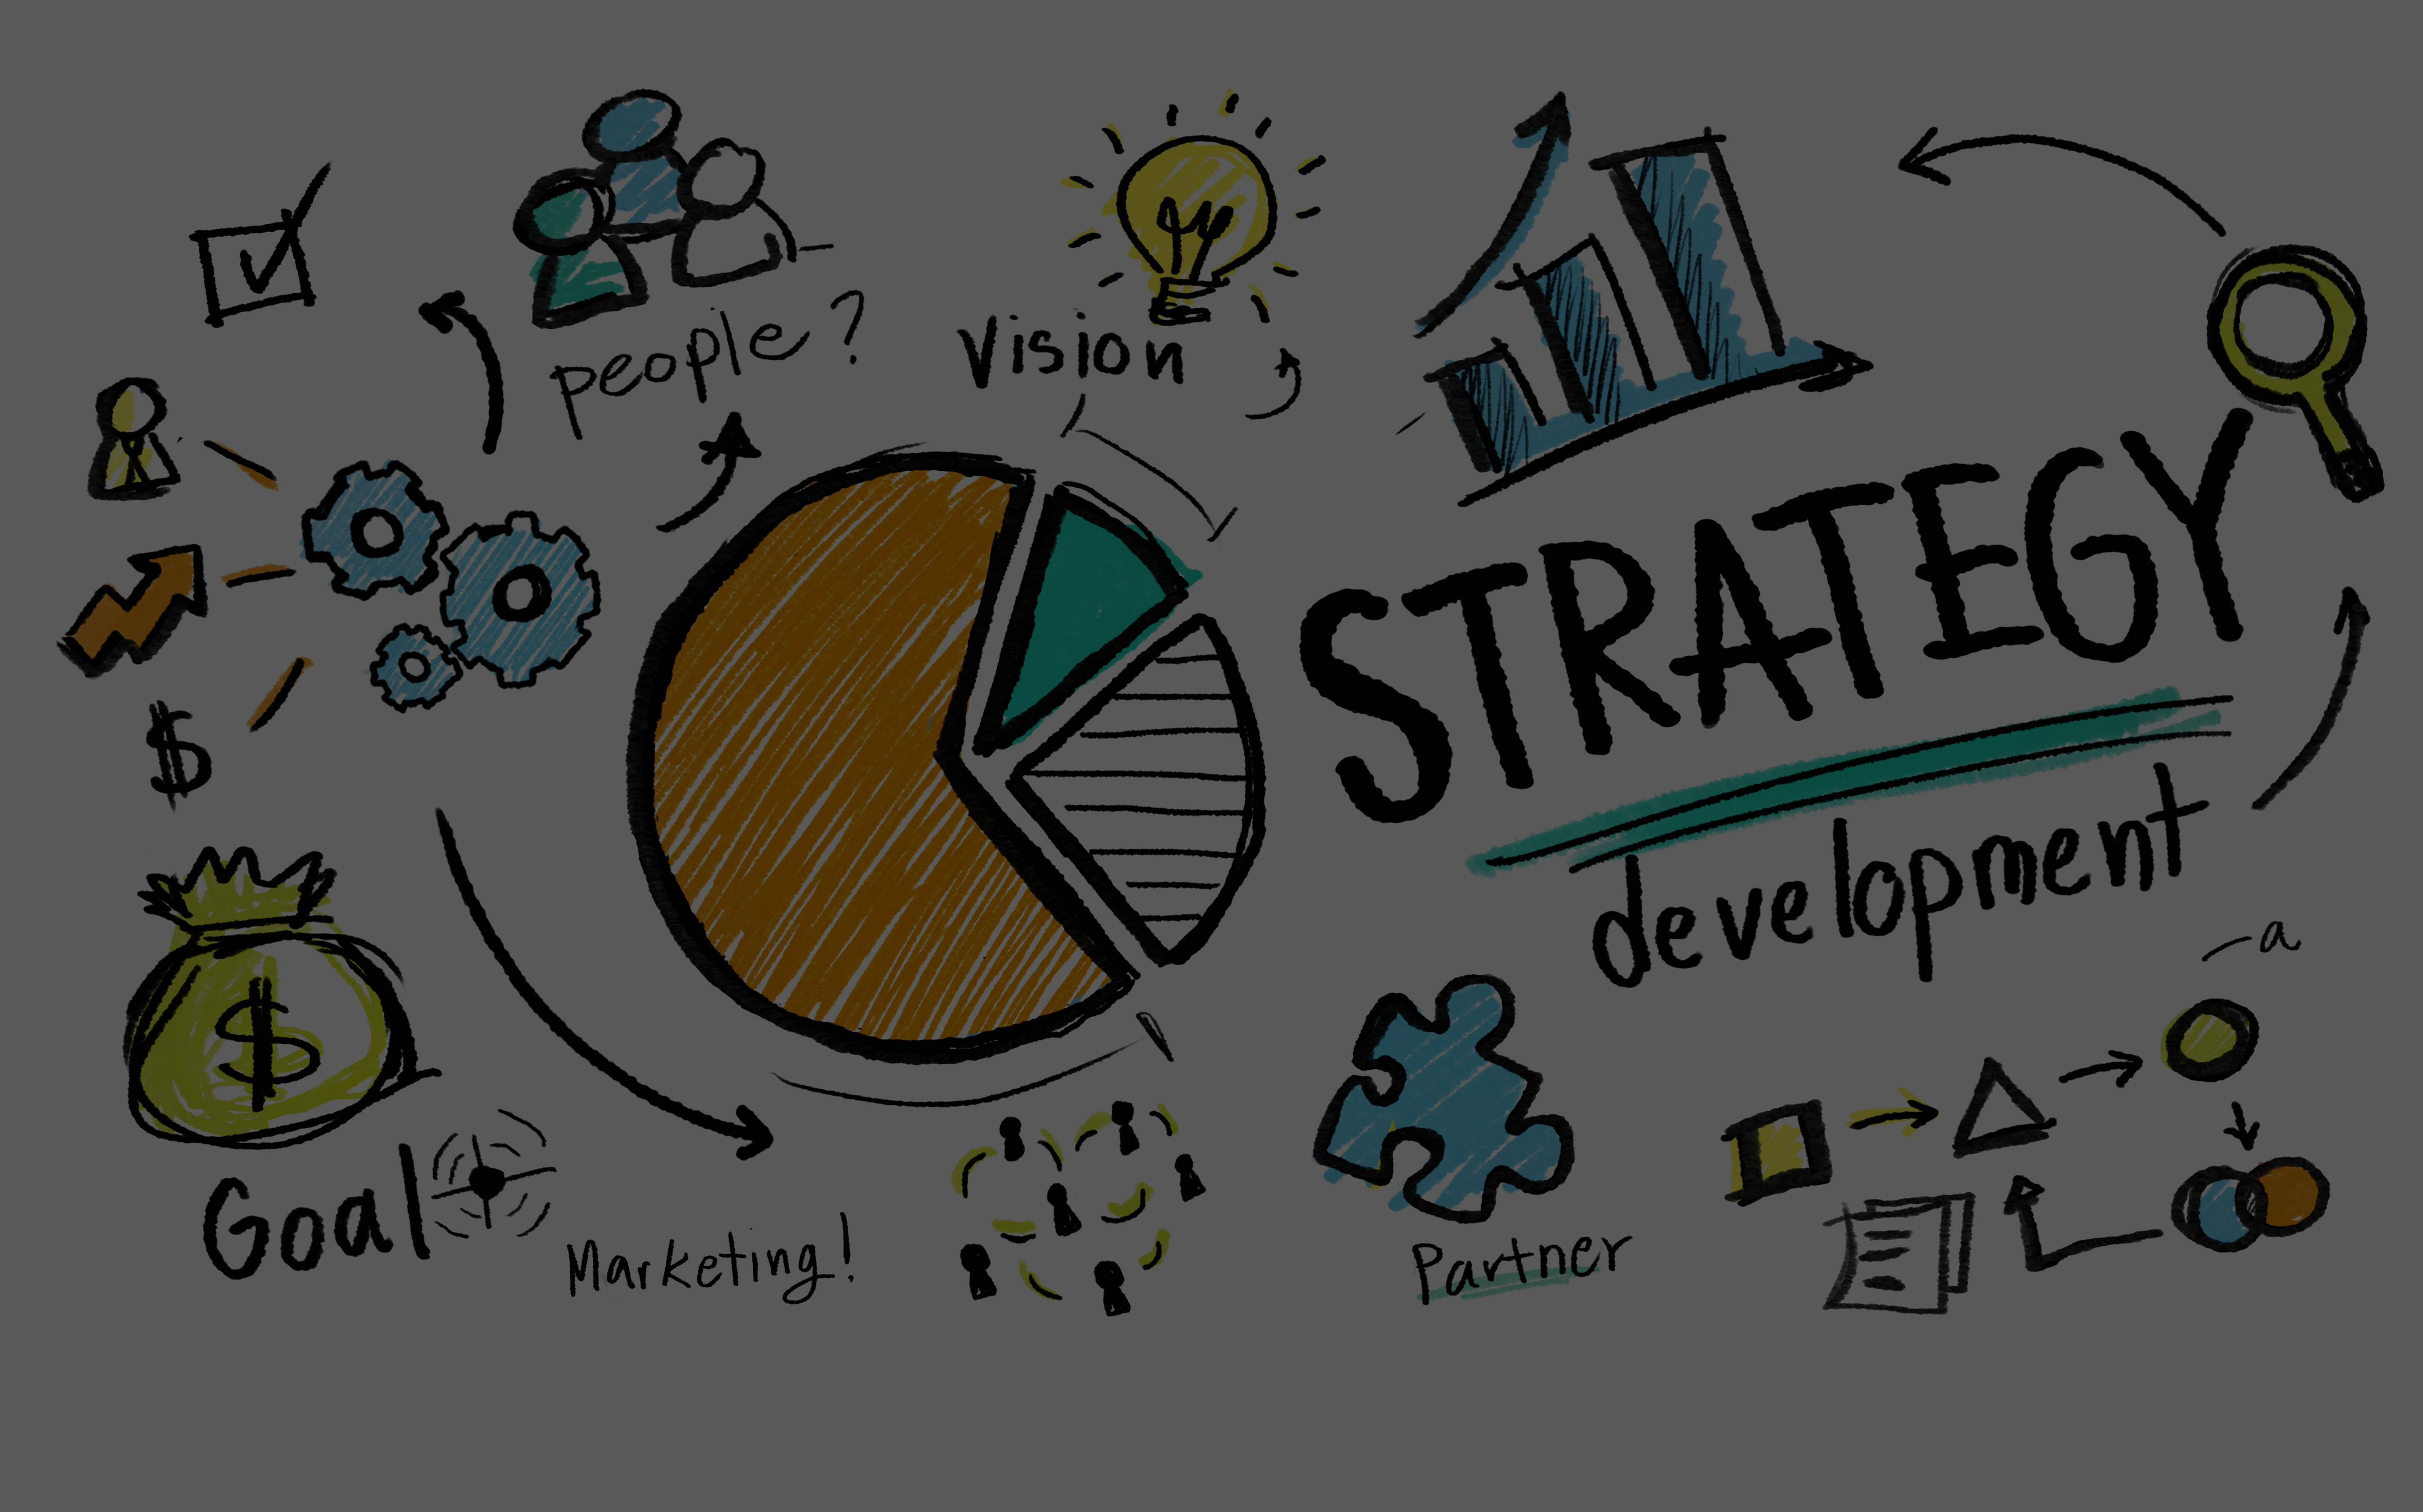 people?
Vision
STRATEGY
development
a
$
$
Goal
Marketing!
Partner